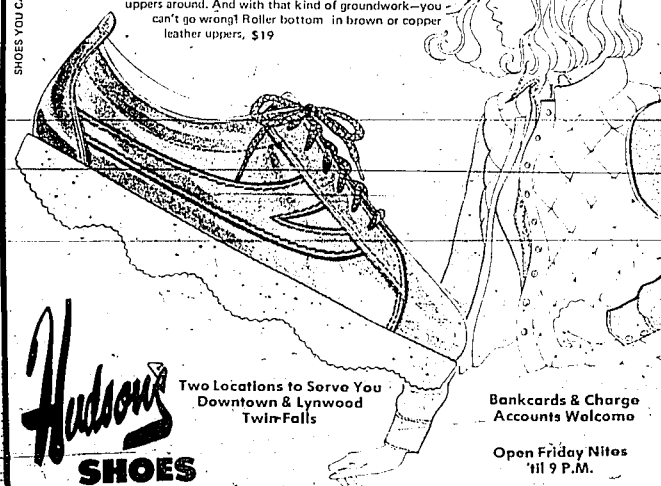 SHOES YOU CA
uppers around. And with that kind of groundwork—you
can't go wrong! Roller bottom in brown or copper
leather uppers, $19
Hudson's
SHOES
Two Locations to Serve You
Downtown & Lynwood
Twin Falls
Bankcards & Charge
Accounts Welcome
Open Friday Nites
'til 9 P.M.